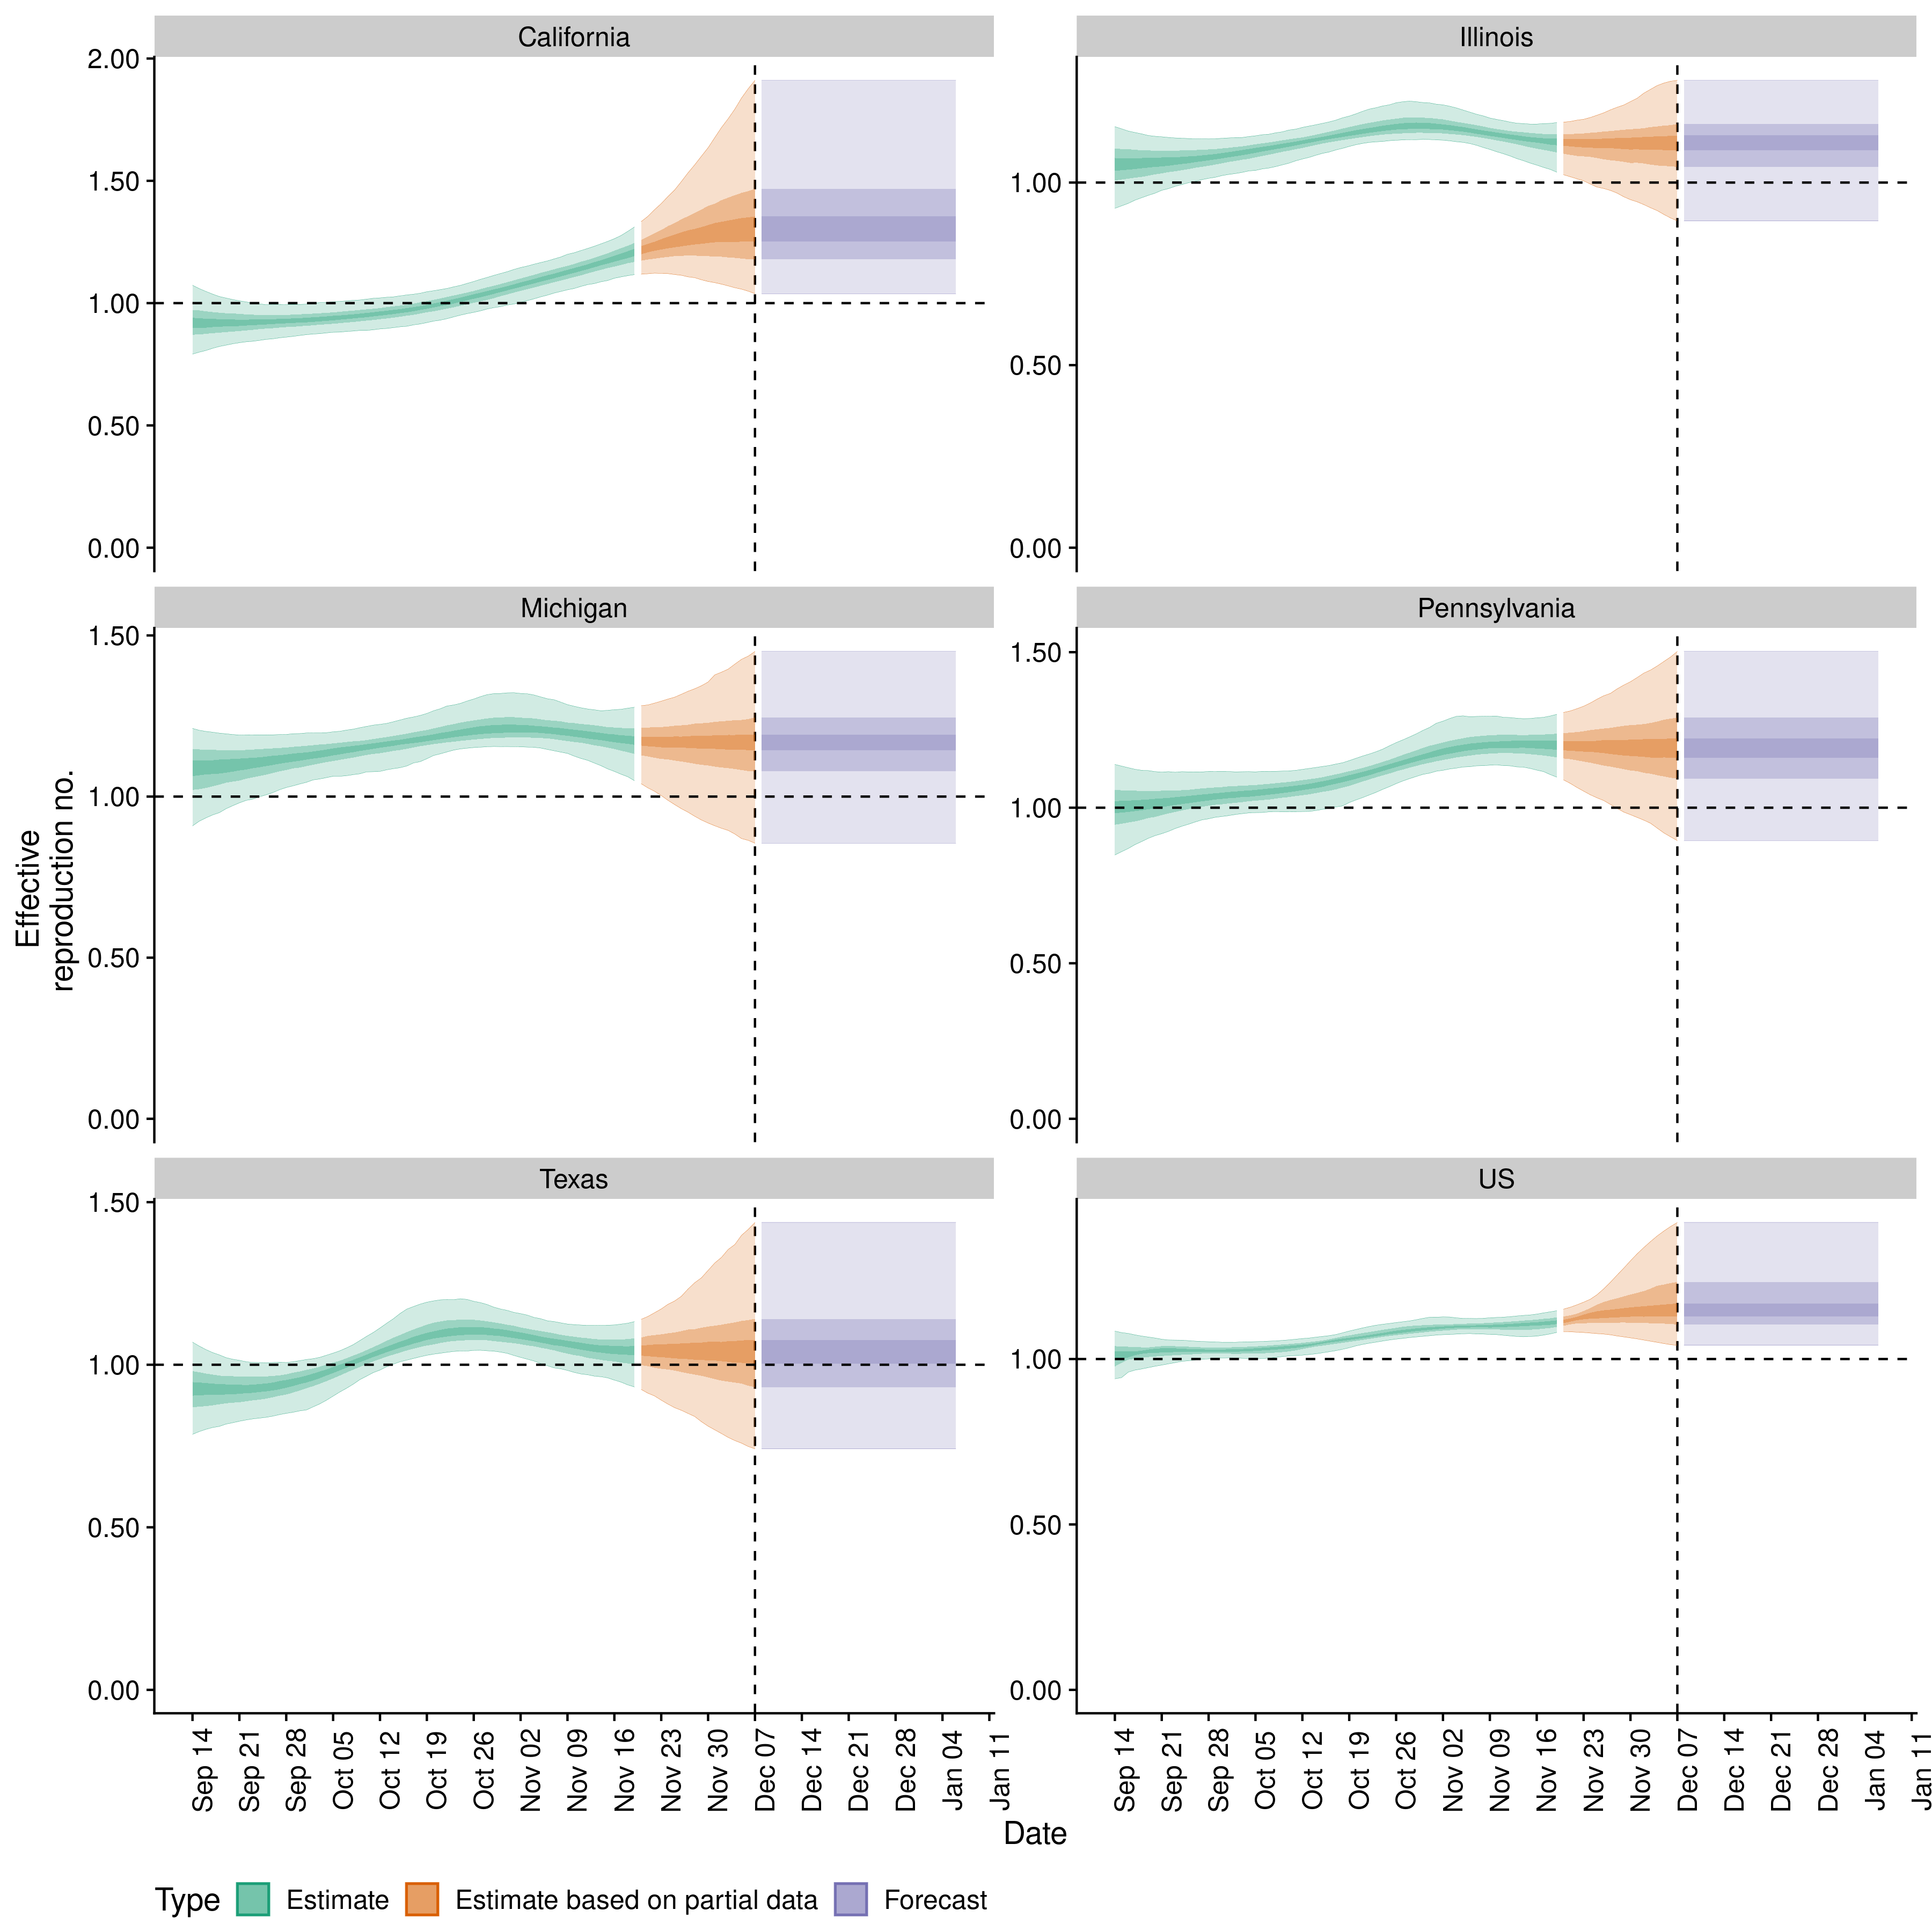 California
Illinois
2.00
1.50
1.00
0.50
0.00
1.00
0.50
0.00
Michigan
Pennsylvania
1.50
1.00
0.50
0.00
1.50
1.00
0.50
0.00
Effective
reproduction no.
Texas
US
1.50
1.00
0.50
0.00
1.00
0.50
0.00
Sep 14
Sep 21
Sep 28
Oct 05
Oct 12
Oct 19
Oct 26
Nov 02
Nov 09
Nov 16
Nov 23
Nov 30
Dec 07
Dec 14
Dec 21
Dec 28
Jan 04
Jan 11
Sep 14
Sep 21
Sep 28
Oct 05
Oct 12
Oct 19
Oct 26
Nov 02
Nov 09
Nov 16
Nov 23
Nov 30
Dec 07
Dec 14
Dec 21
Dec 28
Jan 04
Jan 11
Date
Type Estimate Estimate based on partial data Forecast